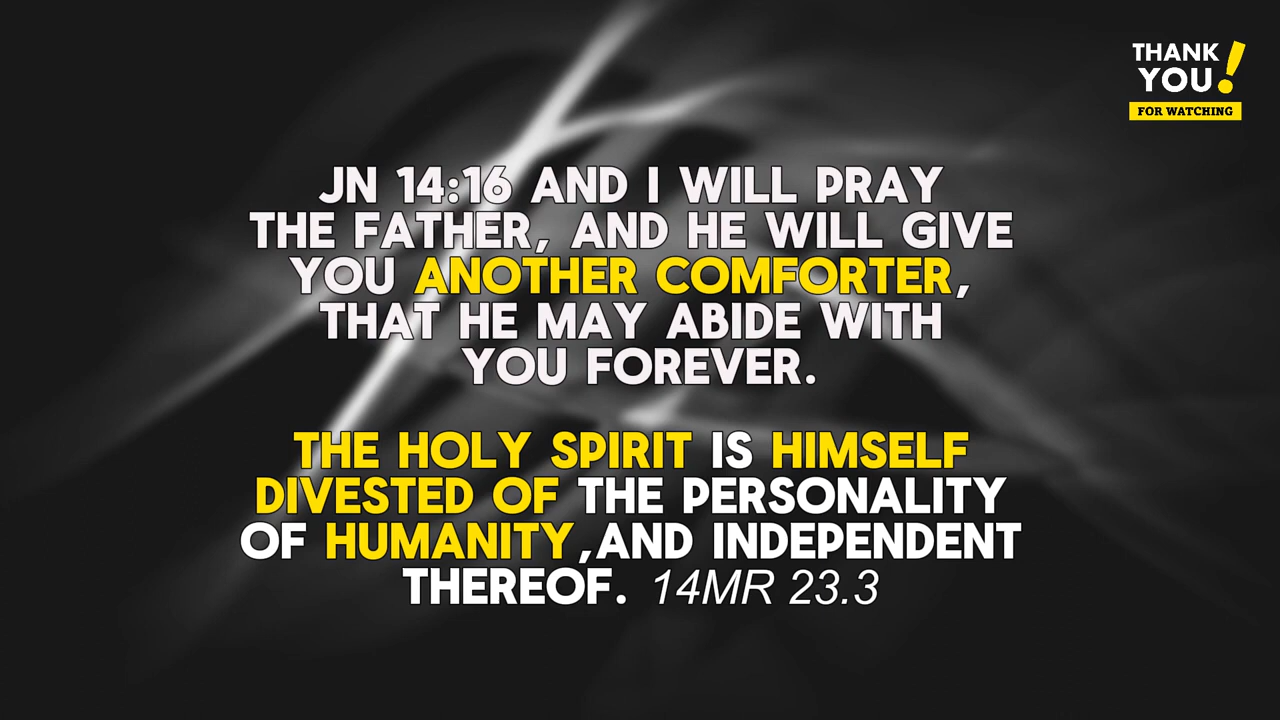 THANK
YOU!
FOR WATCHING
JN 14:16 AND I WILL PRAY
THE FATHER, AND HE WILL GIVE
YOU ANOTHER COMFORTER,
THAT HE MAY ABIDE WITH
YOU FOREVER.
THE HOLY SPIRIT IS HIMSELF
DIVESTED OF THE PERSONALITY
OF HUMANITY,AND INDEPENDENT
THEREOF. 14MR 23.3